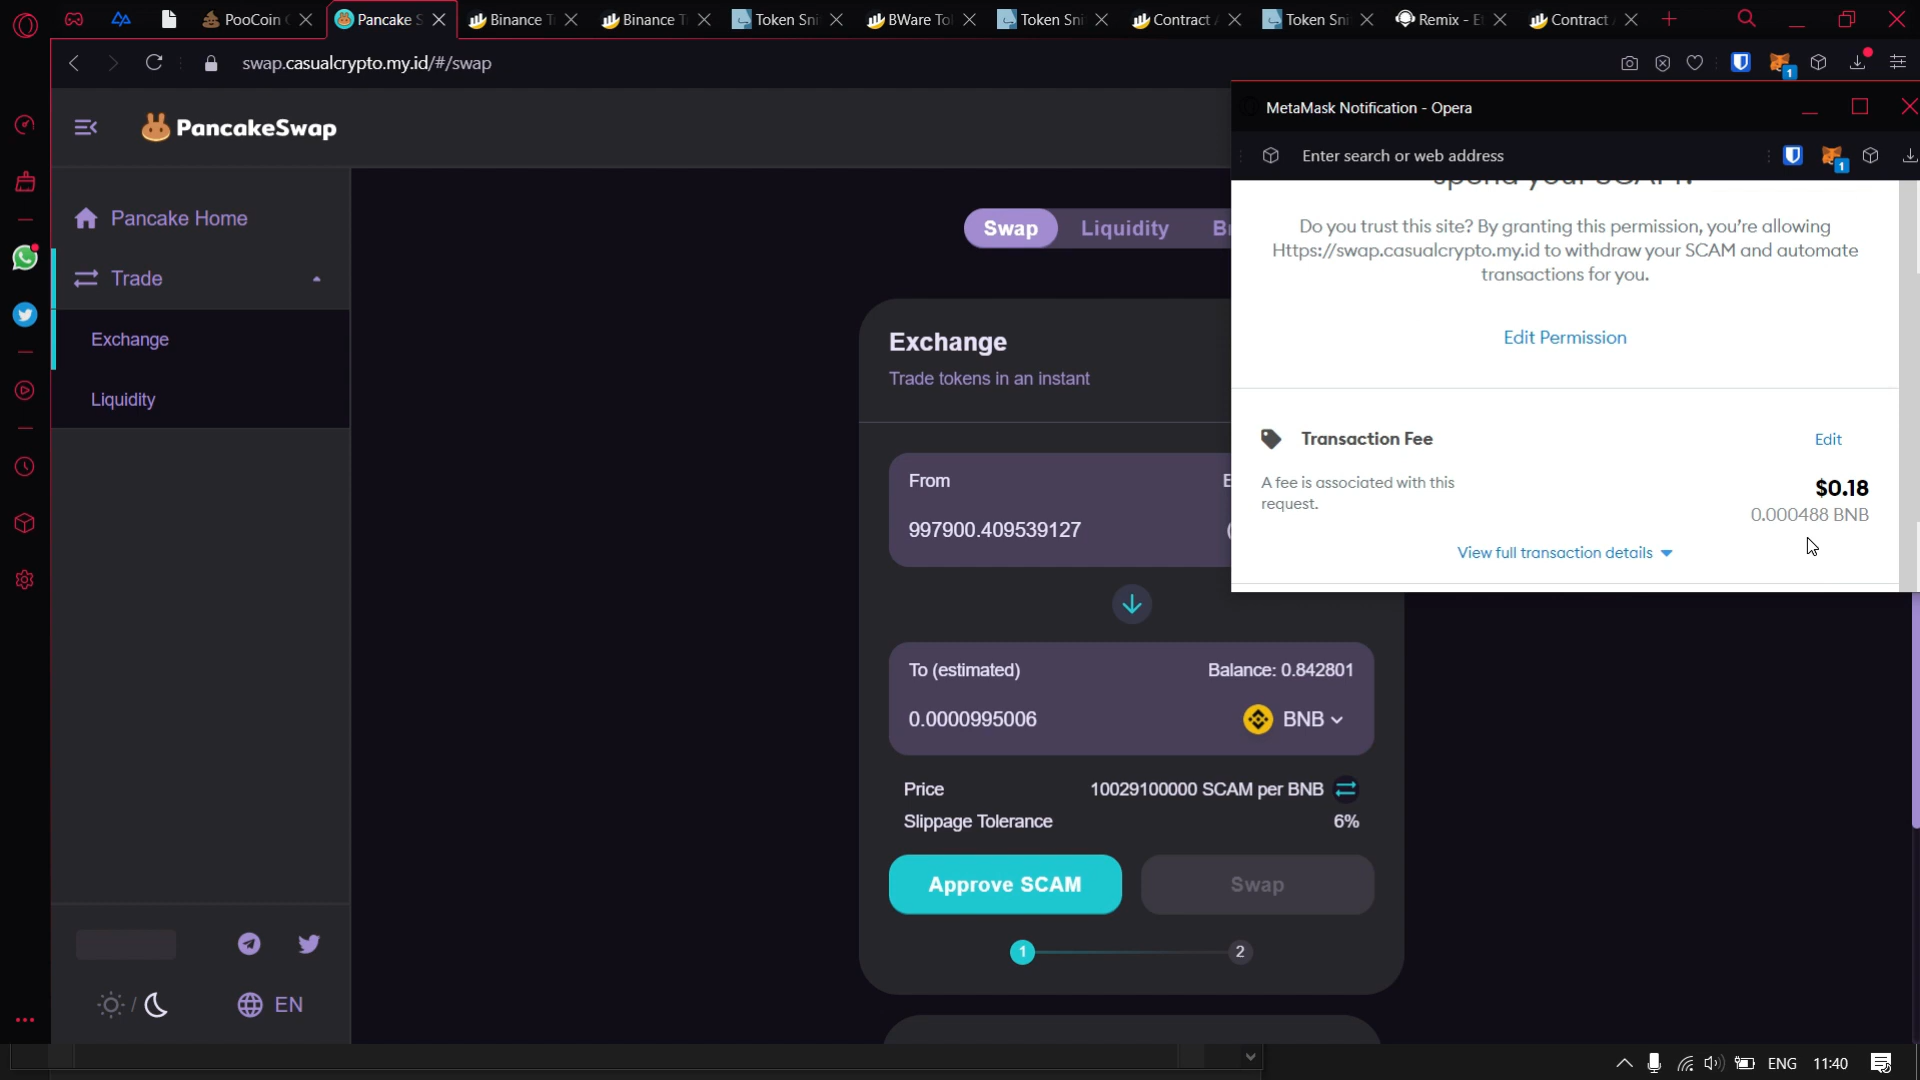 PooCoin
Pancake S
Binance T
Binance T
Token Sni
BWare To
Token Sni
Contract
Token Sni
Remix - E
Contract
swap.casualcrypto.my.id/#/swap
1
PancakeSwap
Pancake Home
Trade
Exchange
Liquidity
EN
Swap
Liquidity
Exchange
Trade tokens in an instant
From
997900.409539127
To (estimated)
Balance: 0.842801
0.0000995006
BNB
Price
10029100000 SCAM per BNB
Slippage Tolerance
6%
Approve SCAM
Swap
1
2
MetaMask Notification - Opera
Enter search or web address
1
spend your SCAM?
Do you trust this site? By granting this permission, you're allowing
Https://swap.casualcrypto.my.id to withdraw your SCAM and automate
transactions for you.
Edit Permission
Transaction Fee
Edit
A fee is associated with this
request.
$0.18
0.000488 BNB
View full transaction details
ENG
11:40